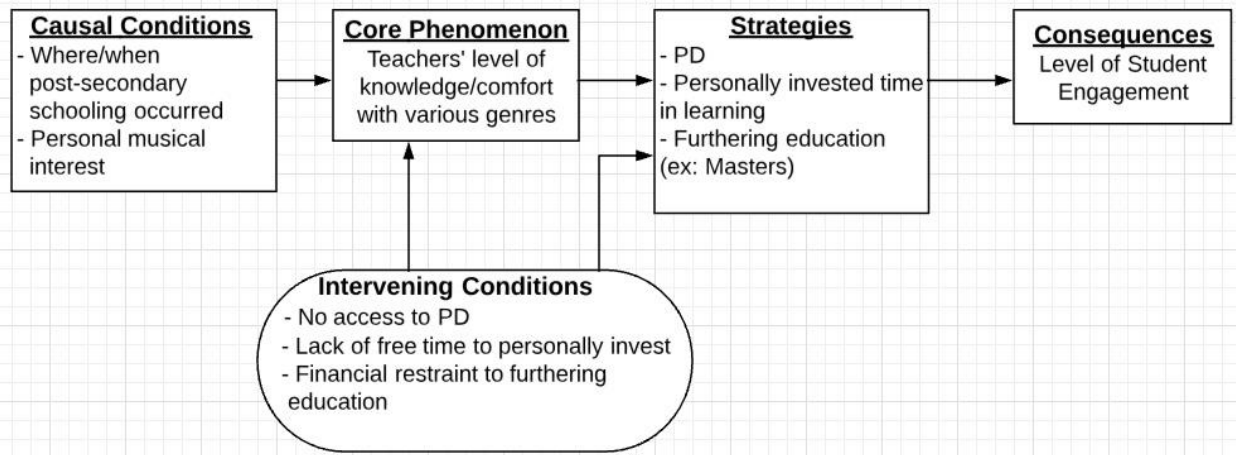 Causal Conditions
- Where/when
post-secondary
schooling occurred
- Personal musical
interest
Core Phenomenon
Teachers' level of
knowledge/comfort
with various genres
Strategies
- PD
- Personally invested time
in learning
- Furthering education
(ex: Masters)
Consequences
Level of Student
Engagement
Intervening Conditions
- No access to PD
- Lack of free time to personally invest
- Financial restraint to furthering
education